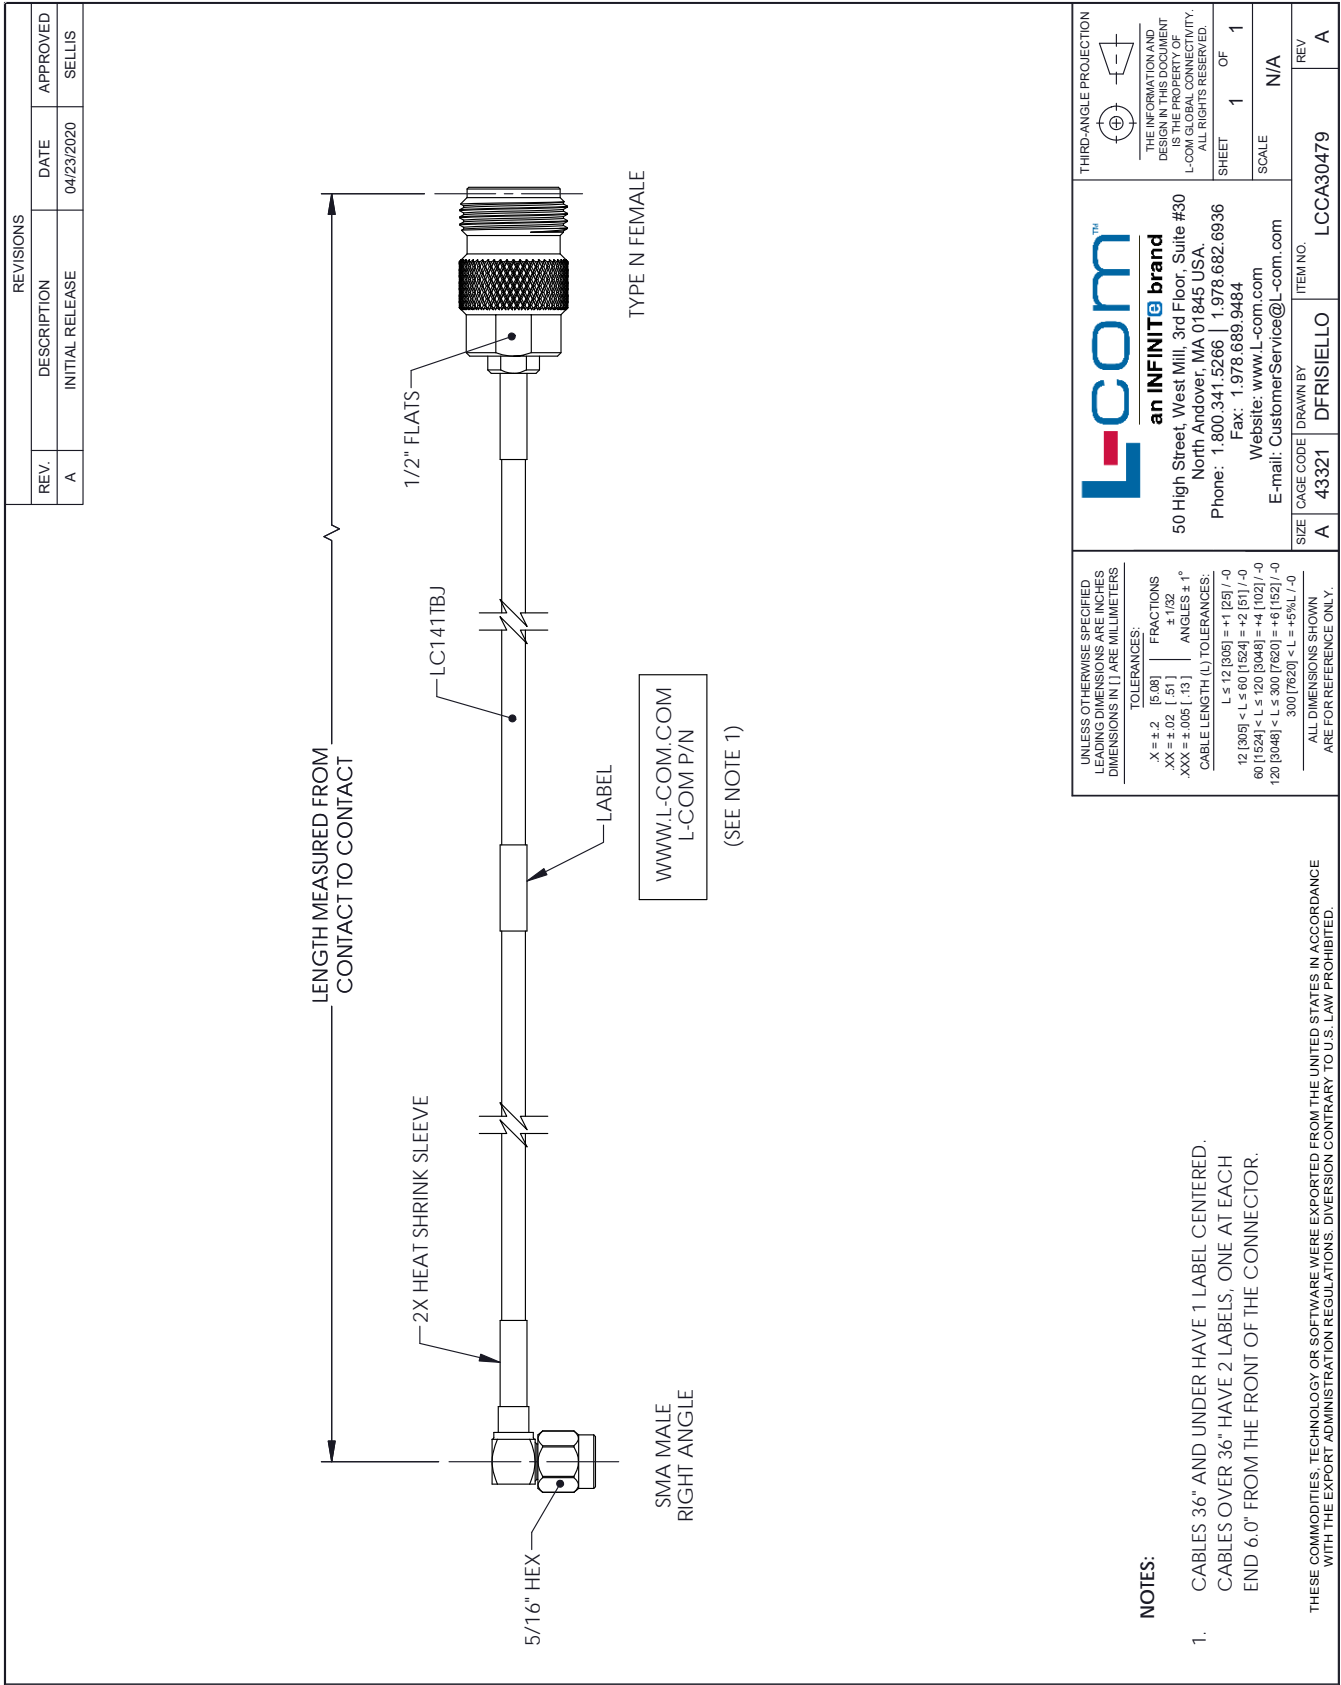 REVISIONS
REV. DESCRIPTION DATE APPROVED
A INITIAL RELEASE 04/23/2020 SELLIS
LENGTH MEASURED FROM
CONTACT TO CONTACT
1/2" FLATS
LC141TBJ
2X HEAT SHRINK SLEEVE
5/16" HEX
LABEL
TYPE N FEMALE
SMA MALE
RIGHT ANGLE
WWW.L-COM.COM
L-COM P/N
(SEE NOTE 1)
NOTES:
1. CABLES 36" AND UNDER HAVE 1 LABEL CENTERED.
CABLES OVER 36" HAVE 2 LABELS, ONE AT EACH
END 6.0" FROM THE FRONT OF THE CONNECTOR.
THESE COMMODITIES, TECHNOLOGY OR SOFTWARE WERE EXPORTED FROM THE UNITED STATES IN ACCORDANCE
WITH THE EXPORT ADMINISTRATION REGULATIONS. DIVERSION CONTRARY TO U.S. LAW PROHIBITED.
UNLESS OTHERWISE SPECIFIED
LEADING DIMENSIONS ARE INCHES
DIMENSIONS IN [ ] ARE MILLIMETERS
TOLERANCES:
.X = ±.2 [5.08] FRACTIONS
.XX = ±.02 [ .51 ] ± 1/32
.XXX = ±.005 [ .13 ] ANGLES ± 1°
CABLE LENGTH (L) TOLERANCES:
L ≤ 12 [305] = +1 [25] / -0
12 [305] < L ≤ 60 [1524] = +2 [51] / -0
60 [1524] < L ≤ 120 [3048] = +4 [102] / -0
120 [3048] < L ≤ 300 [7620] = +6 [152] / -0
300 [7620] < L = +5%L / -0
ALL DIMENSIONS SHOWN
ARE FOR REFERENCE ONLY.
L-com™
an INFINITe brand
50 High Street, West Mill, 3rd Floor, Suite #30
North Andover, MA 01845 USA.
Phone: 1.800.341.5266 | 1.978.682.6936
Fax: 1.978.689.9484
Website: www.L-com.com
E-mail: CustomerService@L-com.com
THIRD-ANGLE PROJECTION
THE INFORMATION AND
DESIGN IN THIS DOCUMENT
IS THE PROPERTY OF
L-COM GLOBAL CONNECTIVITY.
ALL RIGHTS RESERVED.
SHEET 1 OF 1
SCALE N/A
SIZE CAGE CODE DRAWN BY ITEM NO. REV
A 43321 DFRISIELLO LCCA30479 A